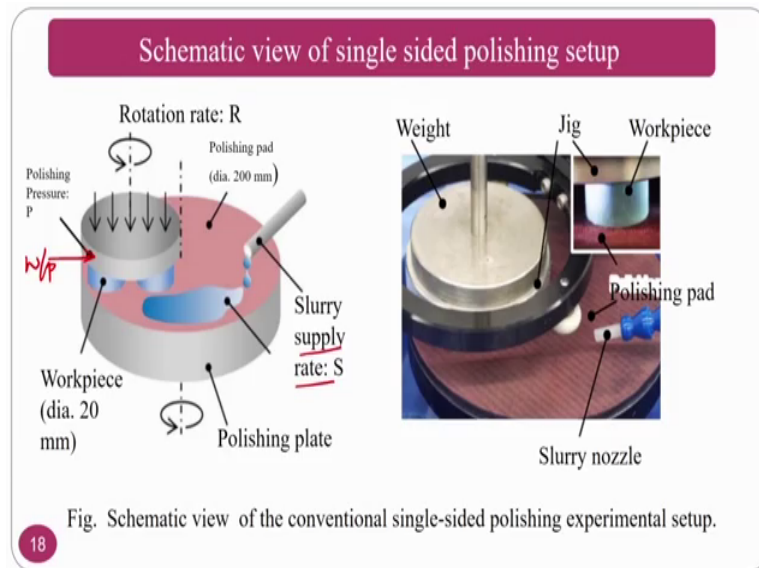 Schematic view of single sided polishing setup
Rotation rate: R
Polishing
Pressure:
P
Polishing pad
(dia. 200 mm)
W/P
Workpiece
(dia. 20
mm)
Slurry
supply
rate: S
Polishing plate
Weight
Jig
Workpiece
Polishing pad
Slurry nozzle
Fig. Schematic view of the conventional single-sided polishing experimental setup.
18